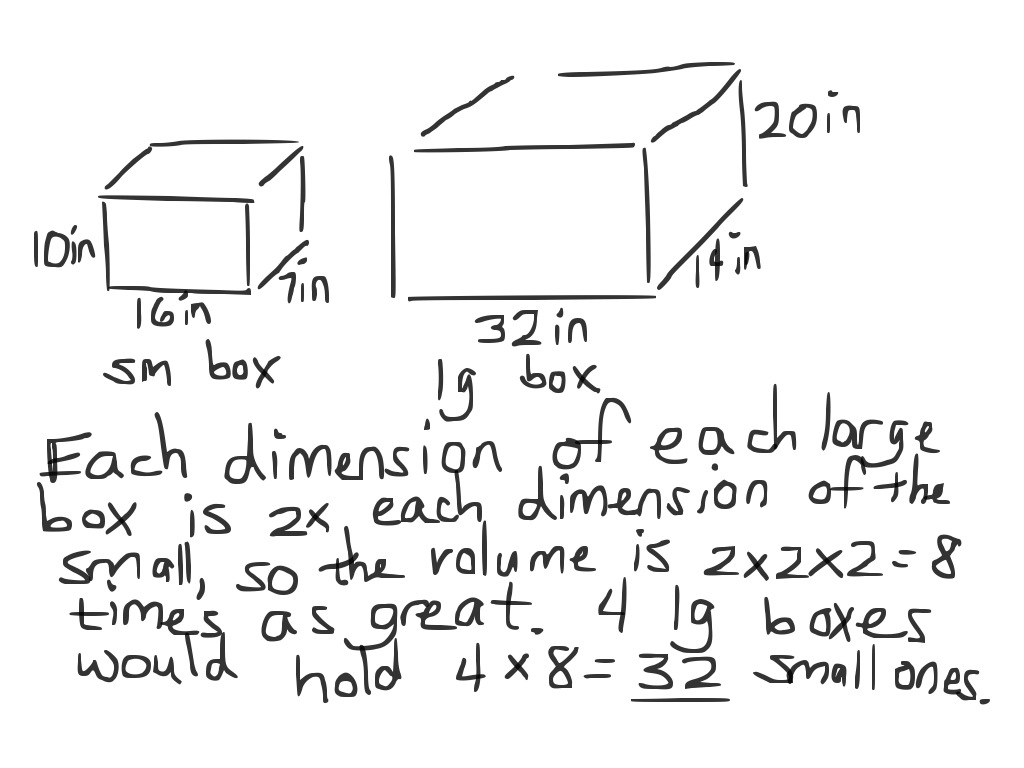 20in
10in
7in
14in
16in
32in
sm box
lg box
Each dimension of each large
box is 2x each dimension of the
small, so the volume is 2x2x2=8
times as great. 4 lg boxes
would hold 4x8=32 small ones.